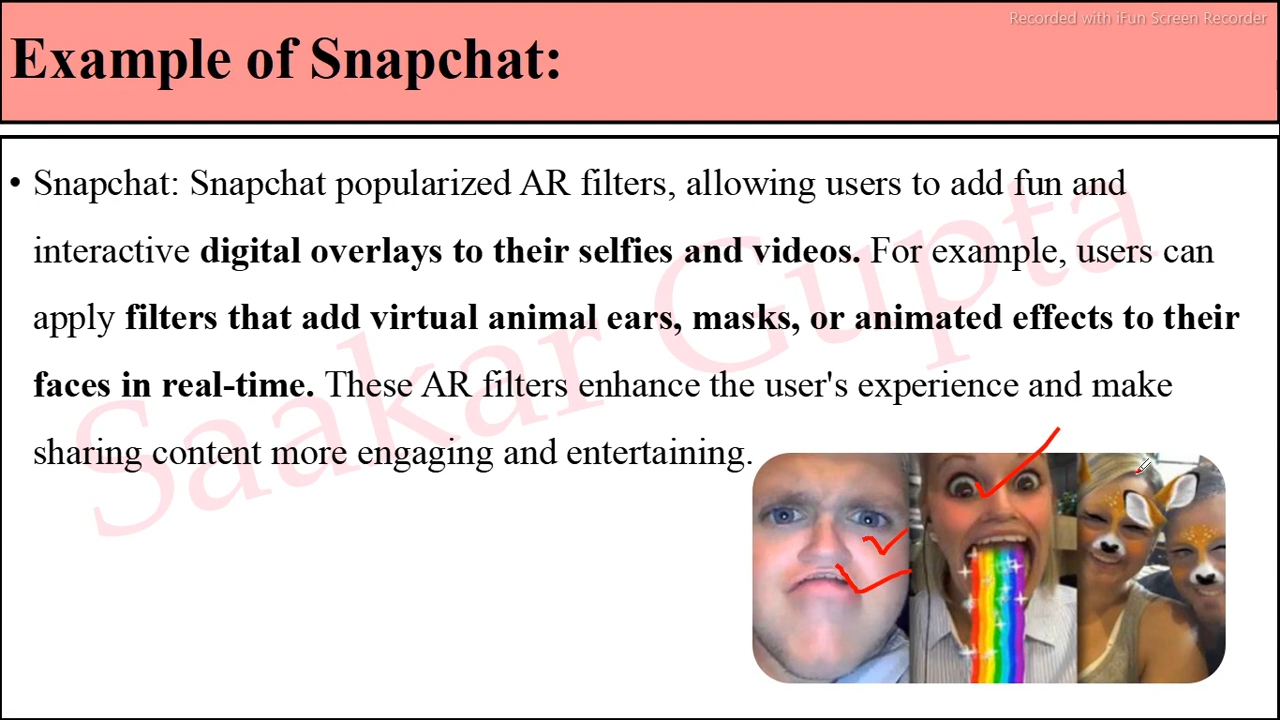 Recorded with iFun Screen Recorder
Example of Snapchat:
• Snapchat: Snapchat popularized AR filters, allowing users to add fun and
interactive digital overlays to their selfies and videos. For example, users can
apply filters that add virtual animal ears, masks, or animated effects to their
faces in real-time. These AR filters enhance the user's experience and make
sharing content more engaging and entertaining.
Saakar Gupta